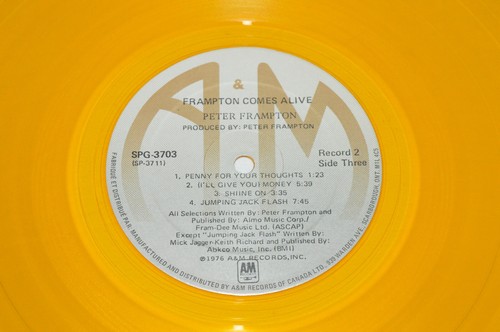 A&M
FRAMPTON COMES ALIVE
PETER FRAMPTON
PRODUCED BY: PETER FRAMPTON
SPG-3703
(SP-3711)
Record 2
Side Three
1. PENNY FOR YOUR THOUGHTS 1:23
2. (I'LL GIVE YOU) MONEY 5:39
3. SHINE ON 3:35
4. JUMPING JACK FLASH 7:45
All Selections Written By: Peter Frampton and
Published By: Almo Music Corp./
Fram-Dee Music Ltd. (ASCAP)
Except "Jumping Jack Flash" Written By:
Mick Jagger-Keith Richard and Published By:
Abkco Music Inc. (BMI)
©1976 A&M RECORDS, INC.
A&M
RECORDS
FABRIQUÉ ET DISTRIBUÉ PAR MANUFACTURED AND DISTRIBUTED BY A&M RECORDS OF CANADA LTD. 939 WARDEN AVE. SCARBOROUGH, ONT. M1L 4C5